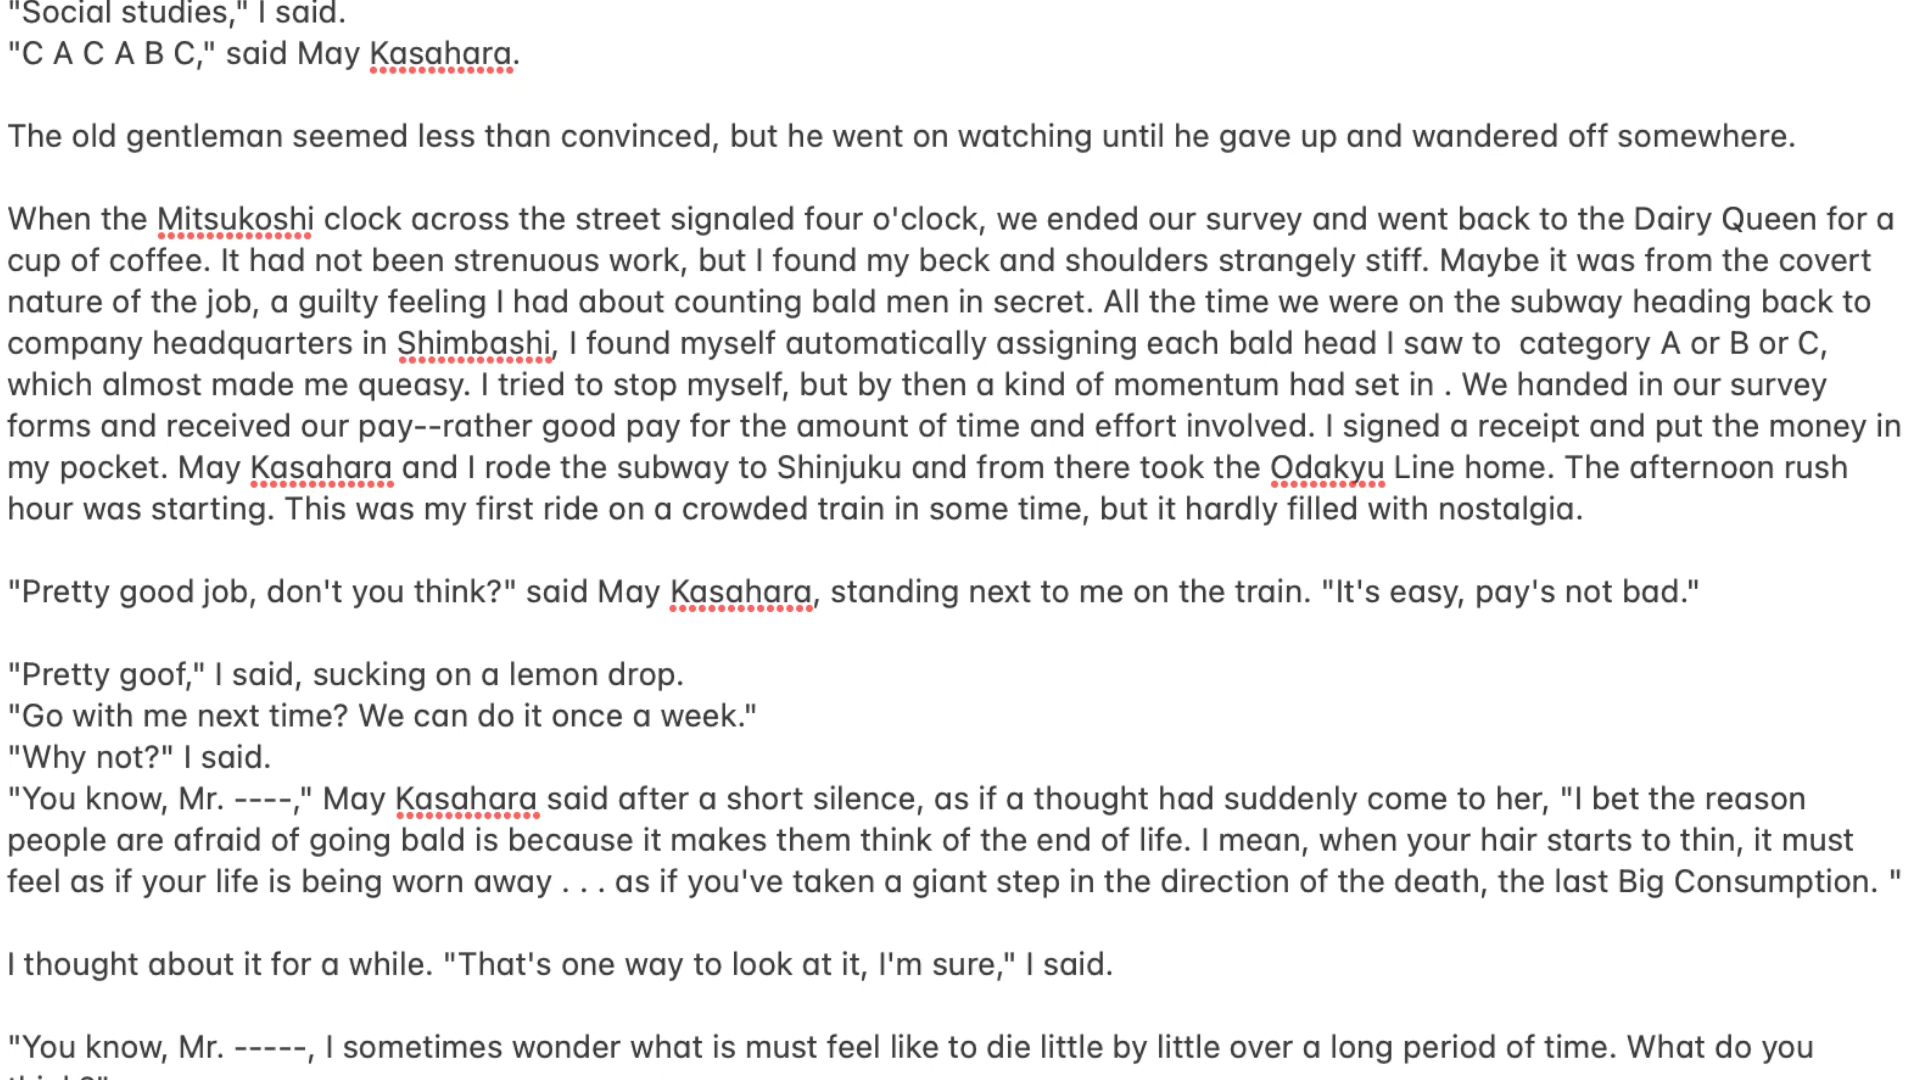 "Social studies," I said.
"C A C A B C," said May Kasahara.
The old gentleman seemed less than convinced, but he went on watching until he gave up and wandered off somewhere.
When the Mitsukoshi clock across the street signaled four o'clock, we ended our survey and went back to the Dairy Queen for a
cup of coffee. It had not been strenuous work, but I found my beck and shoulders strangely stiff. Maybe it was from the covert
nature of the job, a guilty feeling I had about counting bald men in secret. All the time we were on the subway heading back to
company headquarters in Shimbashi, I found myself automatically assigning each bald head I saw to  category A or B or C,
which almost made me queasy. I tried to stop myself, but by then a kind of momentum had set in . We handed in our survey
forms and received our pay--rather good pay for the amount of time and effort involved. I signed a receipt and put the money in
my pocket. May Kasahara and I rode the subway to Shinjuku and from there took the Odakyu Line home. The afternoon rush
hour was starting. This was my first ride on a crowded train in some time, but it hardly filled with nostalgia.
"Pretty good job, don't you think?" said May Kasahara, standing next to me on the train. "It's easy, pay's not bad."
"Pretty goof," I said, sucking on a lemon drop.
"Go with me next time? We can do it once a week."
"Why not?" I said.
"You know, Mr. ----," May Kasahara said after a short silence, as if a thought had suddenly come to her, "I bet the reason
people are afraid of going bald is because it makes them think of the end of life. I mean, when your hair starts to thin, it must
feel as if your life is being worn away . . . as if you've taken a giant step in the direction of the death, the last Big Consumption. "
I thought about it for a while. "That's one way to look at it, I'm sure," I said.
"You know, Mr. -----, I sometimes wonder what is must feel like to die little by little over a long period of time. What do you